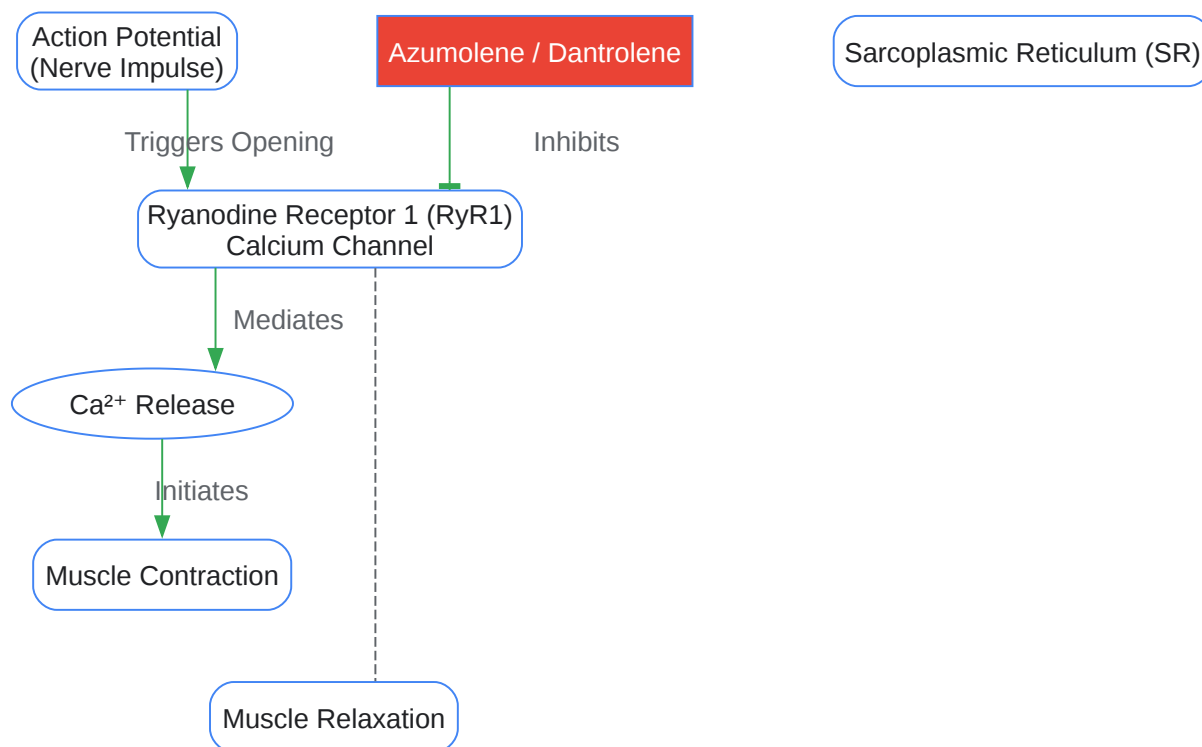 Action Potential
(Nerve Impulse)
Azumolene / Dantrolene
Sarcoplasmic Reticulum (SR)
Triggers Opening
Inhibits
Ryanodine Receptor 1 (RyR1)
Calcium Channel
Mediates
Ca²⁺ Release
Initiates
Muscle Contraction
Muscle Relaxation